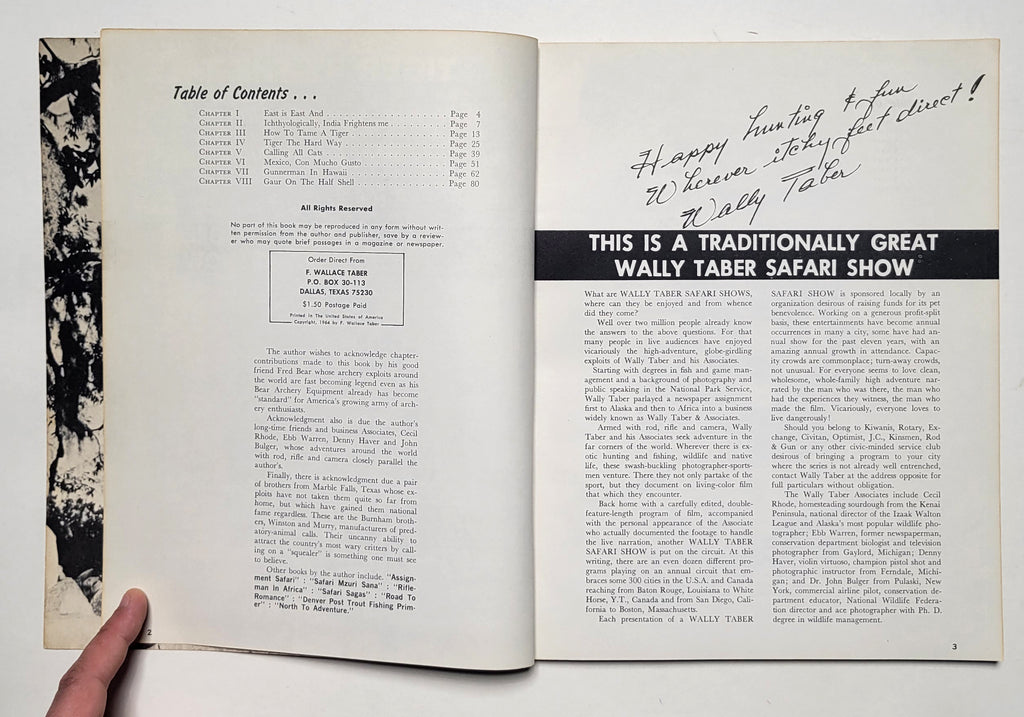 Table of Contents . . .
CHAPTER I East is East And . . . . . . . . . . . . . . . . . . . Page 4
CHAPTER II Ichthyologically, India Frightens me . . . . . . . . . Page 7
CHAPTER III How To Tame A Tiger . . . . . . . . . . . . . . . . Page 13
CHAPTER IV Tiger The Hard Way . . . . . . . . . . . . . . . . . Page 25
CHAPTER V Calling All Cats . . . . . . . . . . . . . . . . . . . Page 39
CHAPTER VI Mexico, Con Mucho Gusto . . . . . . . . . . . . . . Page 51
CHAPTER VII Gunnerman In Hawaii . . . . . . . . . . . . . . . . Page 62
CHAPTER VIII Gaur On The Half Shell . . . . . . . . . . . . . . . Page 80
All Rights Reserved
No part of this book may be reproduced in any form without writ-
ten permission from the author and publisher, save by a review-
er who may quote brief passages in a magazine or newspaper.
Order Direct From
F. WALLACE TABER
P.O. BOX 30-113
DALLAS, TEXAS 75230
$1.50 Postage Paid
Printed in The United States of America
Copyright, 1964 by F. Wallace Taber
The author wishes to acknowledge chapter-
contributions made to this book by his good
friend Fred Bear whose archery exploits around
the world are fast becoming legend even as his
Bear Archery Equipment already has become
"standard" for America's growing army of arch-
ery enthusiasts.
Acknowledgment also is due the author's
long-time friends and business Associates, Cecil
Rhode, Ebb Warren, Denny Haver and John
Bulger, whose adventures around the world
with rod, rifle and camera closely parallel the
author's.
Finally, there is acknowledgment due a pair
of brothers from Marble Falls, Texas whose ex-
ploits have not taken them quite so far from
home, but which have gained them national
fame regardless. These are the Burnham broth-
ers, Winston and Murry, manufacturers of pred-
atory-animal calls. Their uncanny ability to
attract the country's most wary critters by call-
ing on a "squealer" is something one must see
to believe.
Other books by the author include. "Assign-
ment Safari" : "Safari Mzuri Sana" : "Rifle-
man In Africa" : "Safari Sagas" : "Road To
Romance" : "Denver Post Trout Fishing Prim-
er" : "North To Adventure."
2
Happy hunting & fun
Wherever itchy feet direct!
Wally Taber
THIS IS A TRADITIONALLY GREAT
WALLY TABER SAFARI SHOW
What are WALLY TABER SAFARI SHOWS,
where can they be enjoyed and from whence
did they come?
Well over two million people already know
the answers to the above questions. For that
many people in live audiences have enjoyed
vicariously the high-adventure, globe-girdling
exploits of Wally Taber and his Associates.
Starting with degrees in fish and game man-
agement and a background of photography and
public speaking in the National Park Service,
Wally Taber parlayed a newspaper assignment
first to Alaska and then to Africa into a business
widely known as Wally Taber & Associates.
Armed with rod, rifle and camera, Wally
Taber and his Associates seek adventure in the
far corners of the world. Wherever there is ex-
otic hunting and fishing, wildlife and native
life, these swash-buckling photographer-sports-
men venture. There they not only partake of the
sport, but they document on living-color film
that which they encounter.
Back home with a carefully edited, double-
feature-length program of film, accompanied
with the personal appearance of the Associate
who actually documented the footage to handle
the live narration, another WALLY TABER
SAFARI SHOW is put on the circuit. At this
writing, there are an even dozen different pro-
grams playing on an annual circuit that em-
braces some 300 cities in the U.S.A. and Canada
reaching from Baton Rouge, Louisiana to White
Horse, Y.T., Canada and from San Diego, Cali-
fornia to Boston, Massachusetts.
Each presentation of a WALLY TABER
SAFARI SHOW is sponsored locally by an
organization desirous of raising funds for its pet
benevolence. Working on a generous profit-split
basis, these entertainments have become annual
occurrences in many a city, some have had an-
nual show for the past eleven years, with an
amazing annual growth in attendance. Capac-
ity crowds are commonplace; turn-away crowds,
not unusual. For everyone seems to love clean,
wholesome, whole-family high adventure nar-
rated by the man who was there, the man who
had the experiences they witness, the man who
made the film. Vicariously, everyone loves to
live dangerously!
Should you belong to Kiwanis, Rotary, Ex-
change, Civitan, Optimist, J.C., Kinsmen, Rod
& Gun or any other civic-minded service club
desirous of bringing a program to your city
where the series is not already well entrenched,
contact Wally Taber at the address opposite for
full particulars without obligation.
The Wally Taber Associates include Cecil
Rhode, homesteading sourdough from the Kenai
Peninsula, national director of the Izaak Walton
League and Alaska's most popular wildlife pho-
tographer; Ebb Warren, former newspaperman,
conservation department biologist and television
photographer from Gaylord, Michigan; Denny
Haver, violin virtuoso, champion pistol shot and
photographic instructor from Ferndale, Michi-
gan; and Dr. John Bulger from Pulaski, New
York, commercial airline pilot, conservation de-
partment educator, National Wildlife Federa-
tion director and ace photographer with Ph. D.
degree in wildlife management.
3